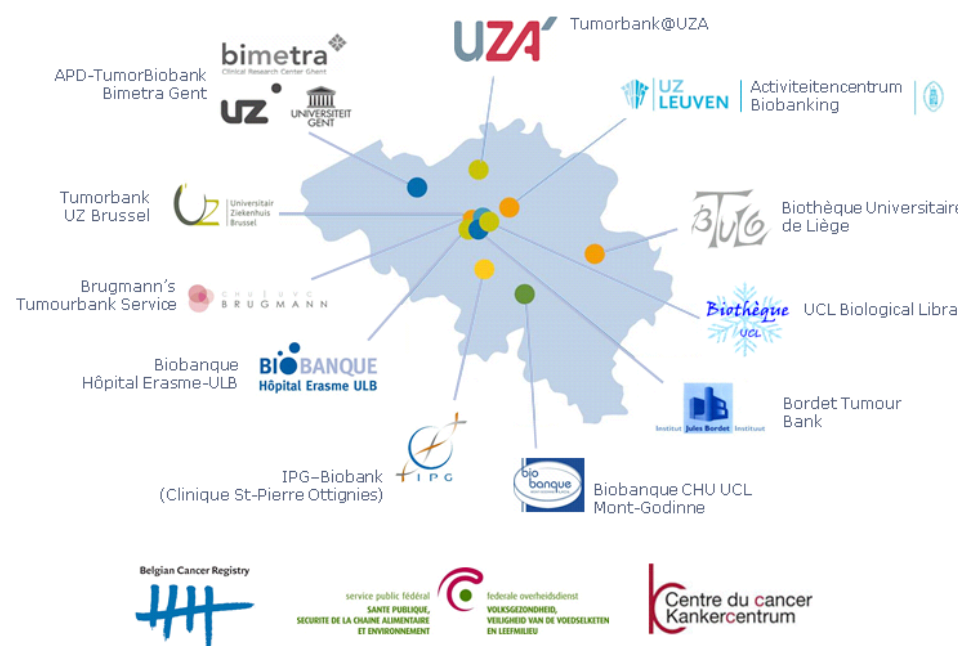 Tumorbank@UZA
UZA
bimetra
Clinical Research Center Ghent
APD-TumorBiobank
Bimetra Gent
UZ
UNIVERSITEIT
GENT
UZ
LEUVEN
Activiteitencentrum
Biobanking
Tumorbank
UZ Brussel
UZ
Universitair
Ziekenhuis
Brussel
BTULG
Biothèque Universitaire
de Liège
Brugmann's
Tumourbank Service
CHU UVC
BRUGMANN
Biothèque
UCL
UCL Biological Libra
Biobanque
Hôpital Erasme-ULB
BIOBANQUE
Hôpital Erasme ULB
Institut Jules Bordet Instituut
Bordet Tumour
Bank
IPG
IPG–Biobank
(Clinique St-Pierre Ottignies)
bio
banque
Biobanque CHU UCL
Mont-Godinne
Belgian Cancer Registry
service public fédéral
SANTE PUBLIQUE,
SECURITE DE LA CHAINE ALIMENTAIRE
ET ENVIRONNEMENT
federale overheidsdienst
VOLKSGEZONDHEID,
VEILIGHEID VAN DE VOEDSELKETEN
EN LEEFMILIEU
Centre du cancer
Kankercentrum